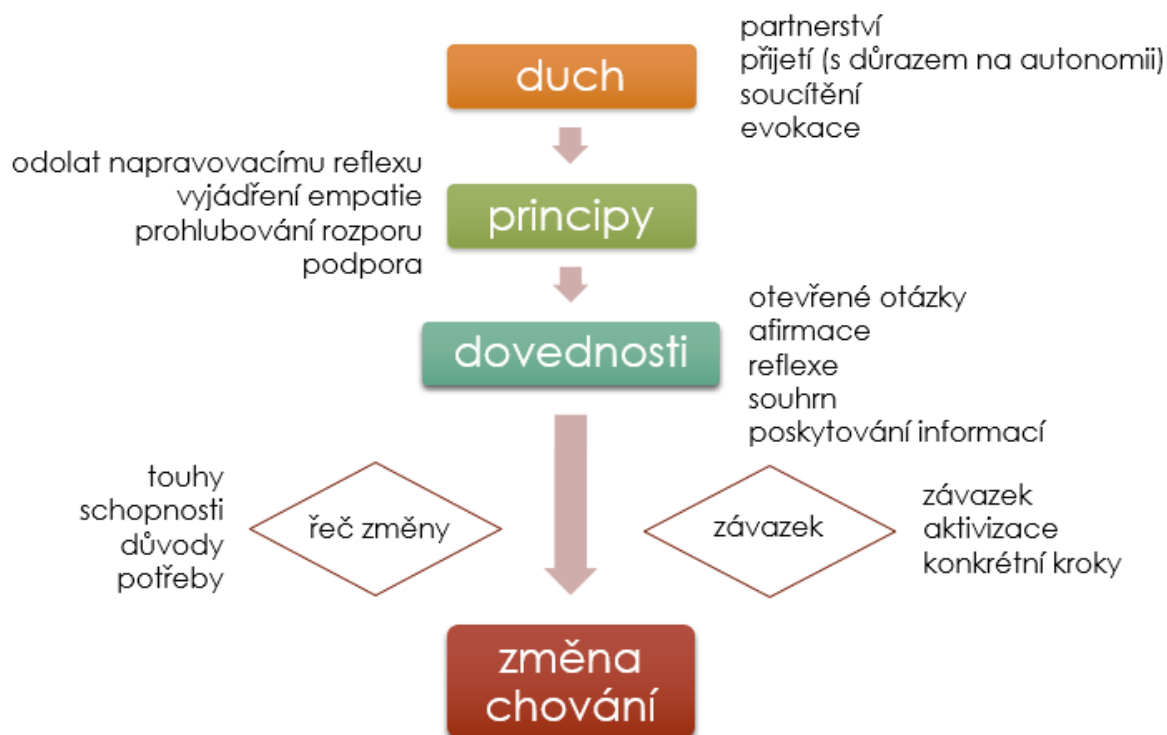 duch
partnerství
přijetí (s důrazem na autonomii)
soucítění
evokace
odolat napravovacímu reflexu
vyjádření empatie
prohlubování rozporu
podpora
principy
dovednosti
otevřené otázky
afirmace
reflexe
souhrn
poskytování informací
touhy
schopnosti
důvody
potřeby
řeč změny
závazek
závazek
aktivizace
konkrétní kroky
změna
chování